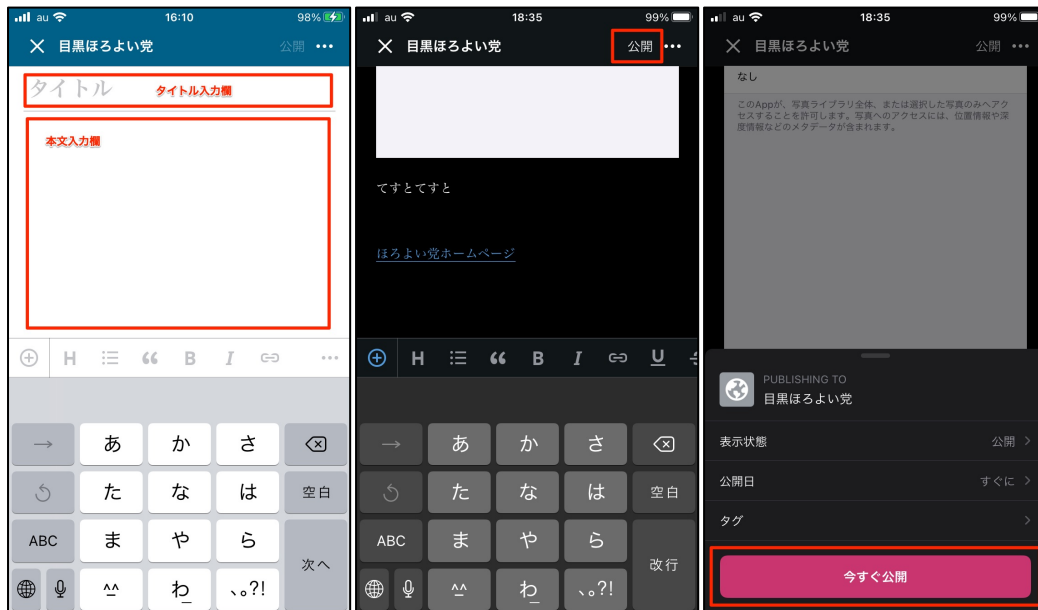 au
16:10
98%
目黒ほろよい党
公開
タイトル
タイトル入力欄
本文入力欄
H
B
I
→
あ
か
さ
た
な
は
空白
ABC
ま
や
ら
次へ
^^
わ
、。?!
au
18:35
99%
目黒ほろよい党
公開
てすとてすと
ほろよい党ホームページ
H
B
I
U
→
あ
か
さ
た
な
は
空白
ABC
ま
や
ら
改行
^^
わ
、。?!
au
18:35
99%
目黒ほろよい党
公開
なし
このAppが、写真ライブラリ全体、または選択した写真のみへアク
セスすることを許可します。写真へのアクセスには、位置情報や深
度情報などのメタデータが含まれます。
PUBLISHING TO
目黒ほろよい党
表示状態
公開
公開日
すぐに
タグ
今すぐ公開